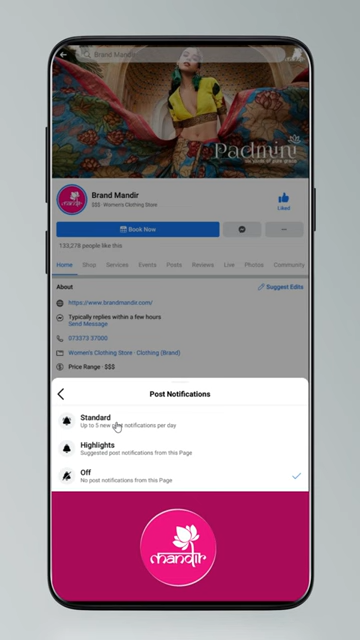 Brand Mandir
Padmini
Brand Mandir
$$$ · Women's Clothing Store
Liked
Book Now
133,276 people like this
Home Shop Services Events Posts Reviews Live Photos Community
About
Suggest Edits
https://www.brandmandir.com/
Typically replies within a few hours
Send Message
073373 37000
Women's Clothing Store · Clothing (Brand)
Price Range · $$$
Post Notifications
Standard
Up to 5 new post notifications per day
Highlights
Suggested post notifications from this Page
Off
No post notifications from this Page
mandir